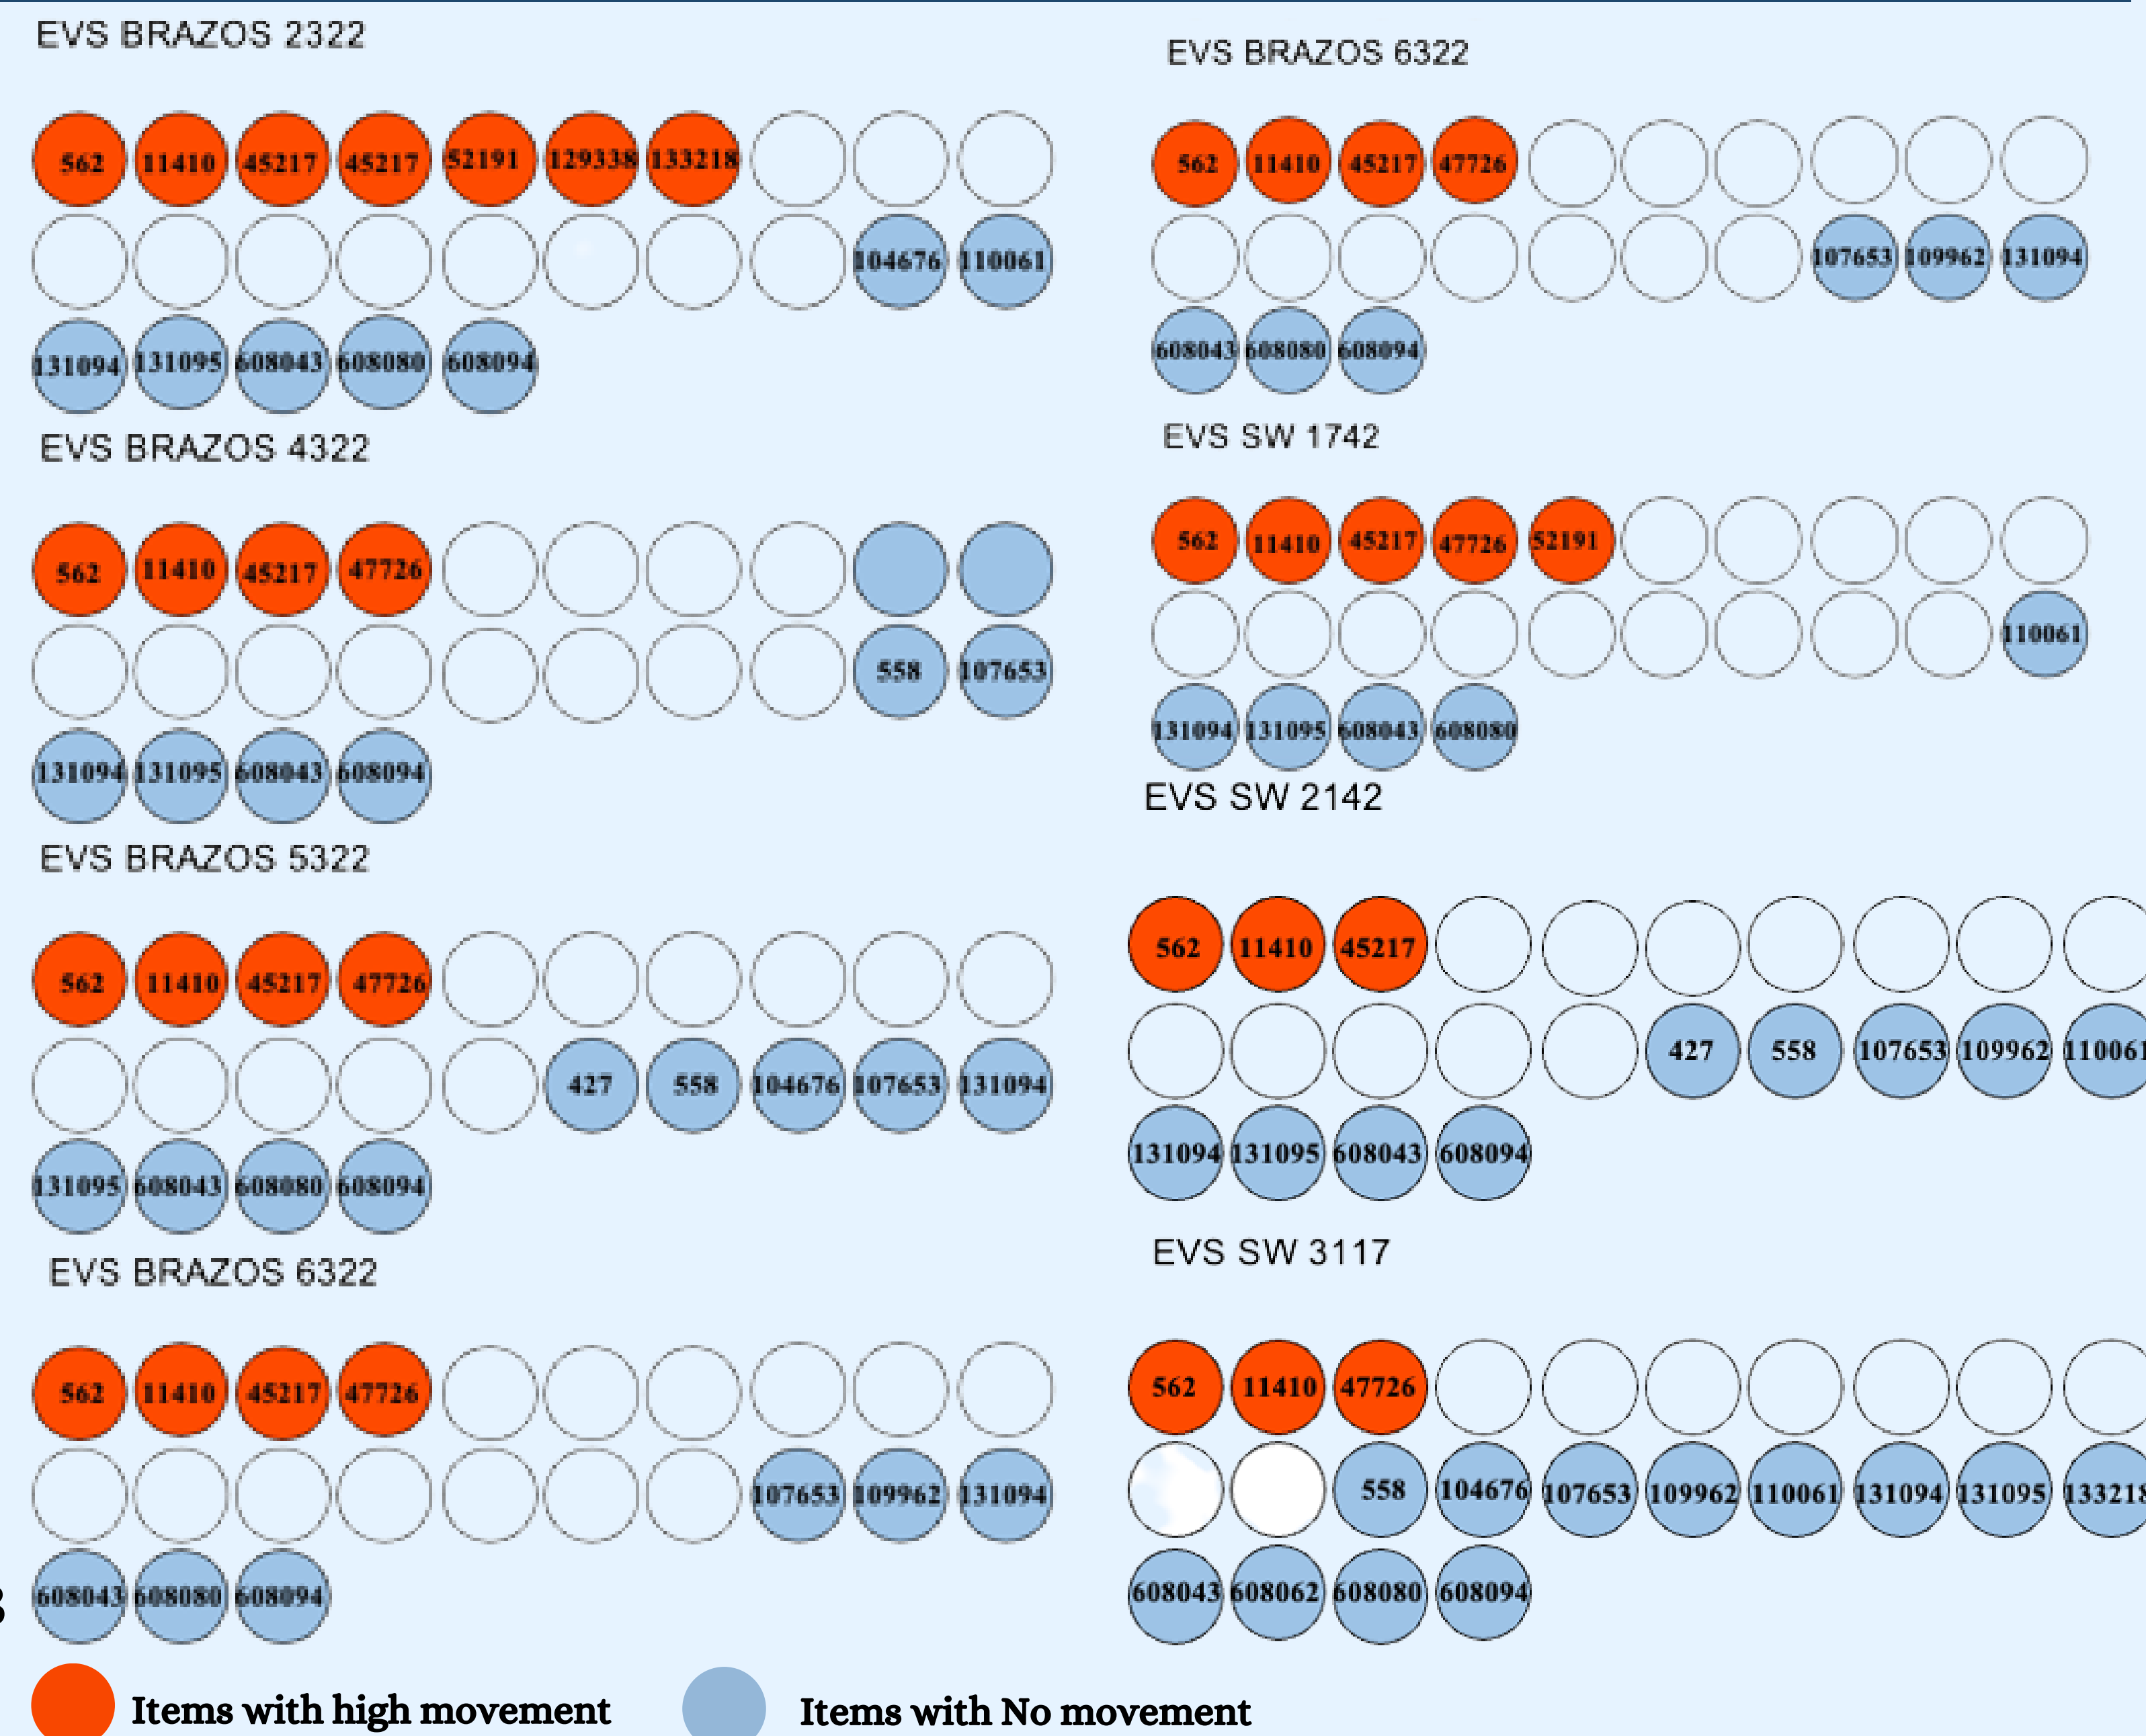 EVS BRAZOS 2322
562 11410 45217 45217 52191 129338 133218
104676 110061
131094 131095 608043 608080 608094
EVS BRAZOS 4322
562 11410 45217 47726
558 107653
131094 131095 608043 608094
EVS BRAZOS 5322
562 11410 45217 47726
427 558 104676 107653 131094
131095 608043 608080 608094
EVS BRAZOS 6322
562 11410 45217 47726
107653 109962 131094
608043 608080 608094
EVS BRAZOS 6322
562 11410 45217 47726
107653 109962 131094
608043 608080 608094
EVS SW 1742
562 11410 45217 47726 52191
110061
131094 131095 608043 608080
EVS SW 2142
562 11410 45217
427 558 107653 109962 110061
131094 131095 608043 608094
EVS SW 3117
562 11410 47726
558 104676 107653 109962 110061 131094 131095 133218
608043 608062 608080 608094
Items with high movement
Items with No movement